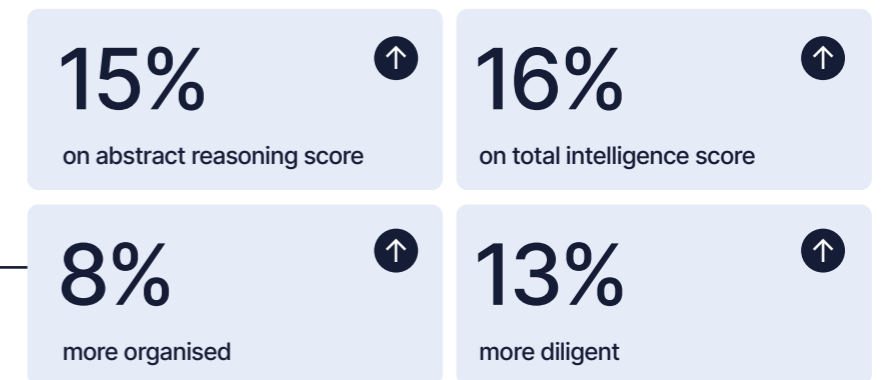 15%
on abstract reasoning score
16%
on total intelligence score
8%
more organised
13%
more diligent